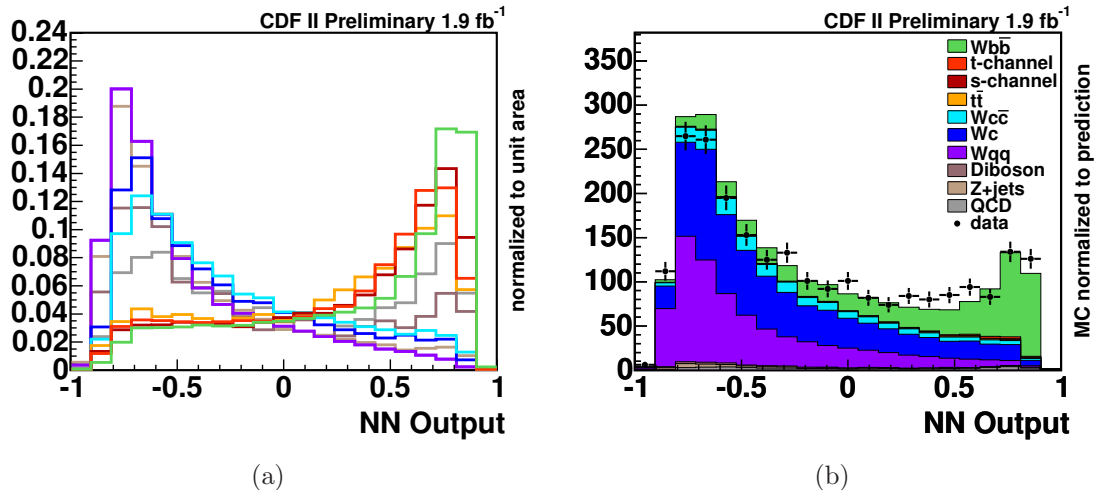 CDF II Preliminary 1.9 fb-1
0.24
0.22
0.2
0.18
0.16
0.14
0.12
0.1
0.08
0.06
0.04
0.02
0
-1
-0.5
0
0.5
1
NN Output
normalized to unit area
(a)
CDF II Preliminary 1.9 fb-1
350
300
250
200
150
100
50
0
-1
-0.5
0
0.5
1
NN Output
MC normalized to prediction
Wbb̄
t-channel
s-channel
tt̄
Wcc̄
Wc
Wqq
Diboson
Z+jets
QCD
data
(b)